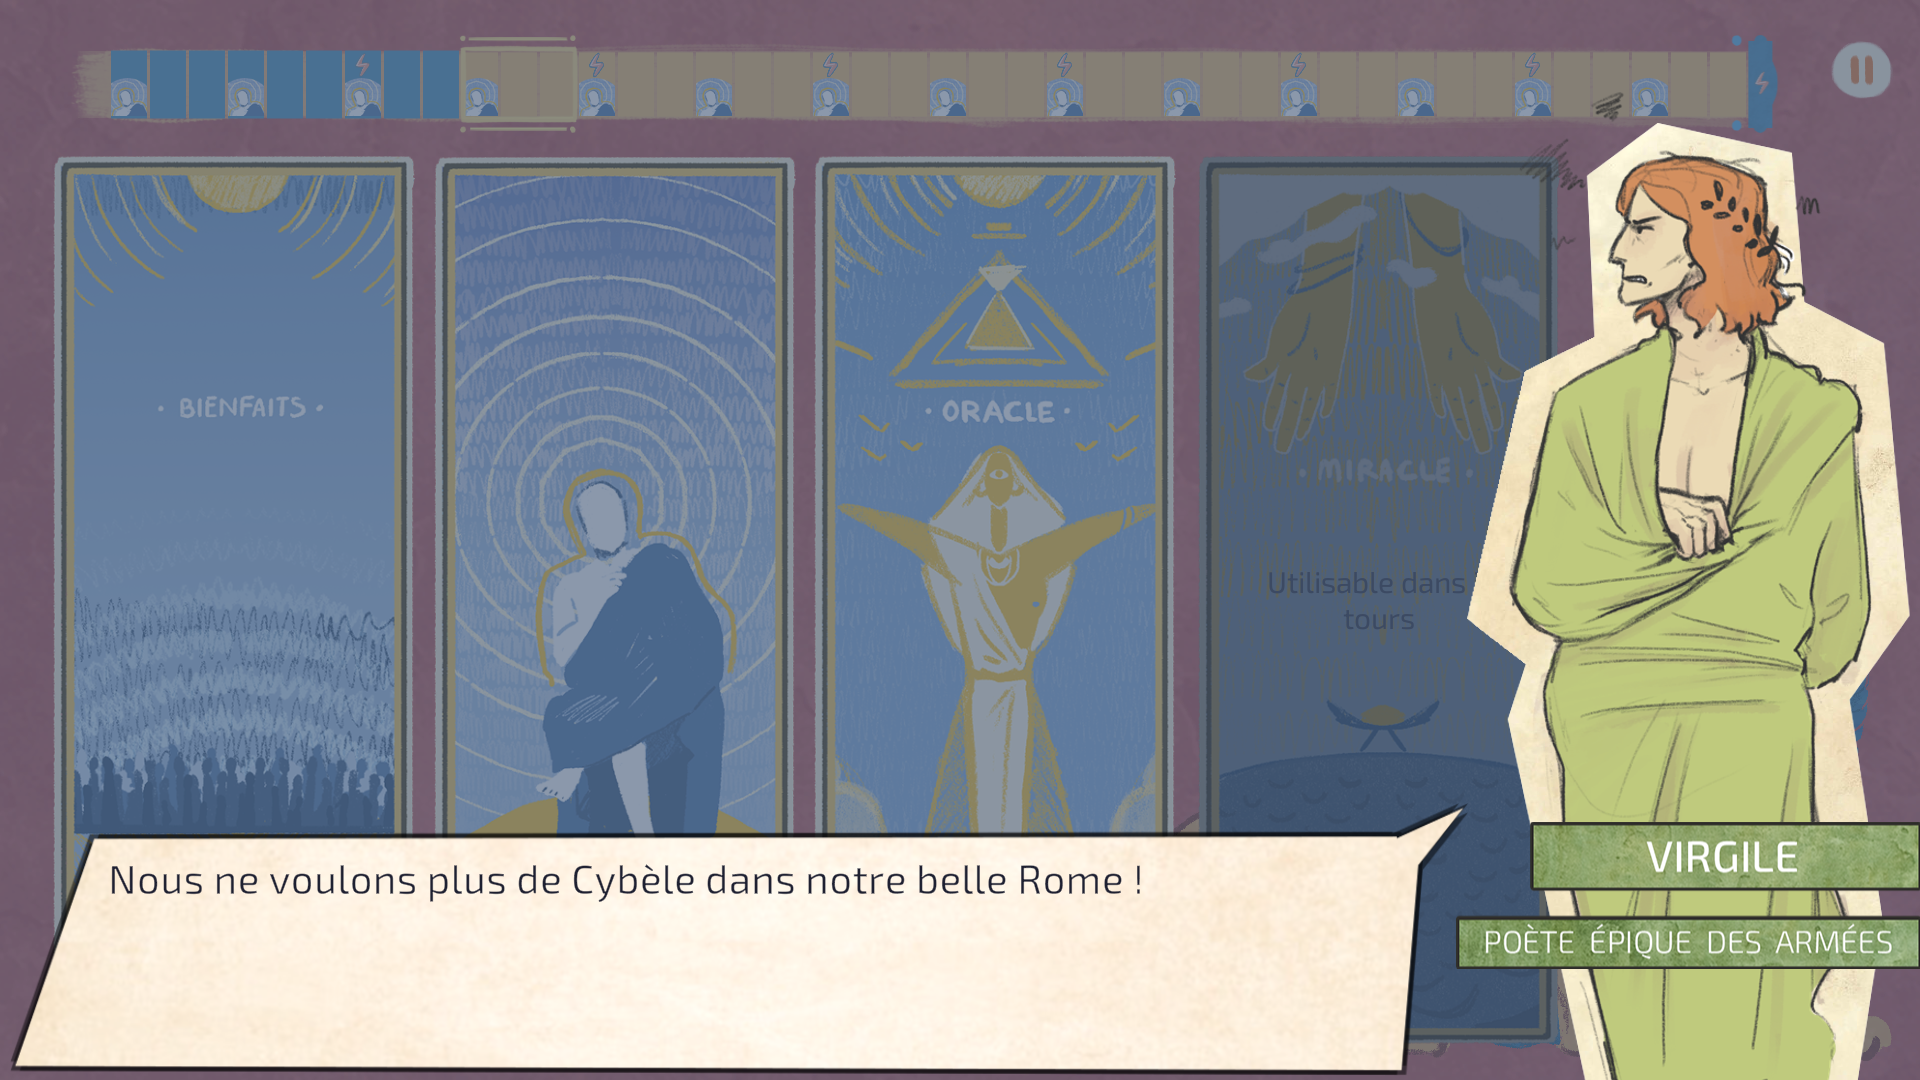 · BIENFAITS ·
· ORACLE ·
· MIRACLE ·
Utilisable dans
tours
Nous ne voulons plus de Cybèle dans notre belle Rome !
VIRGILE
POÈTE ÉPIQUE DES ARMÉES